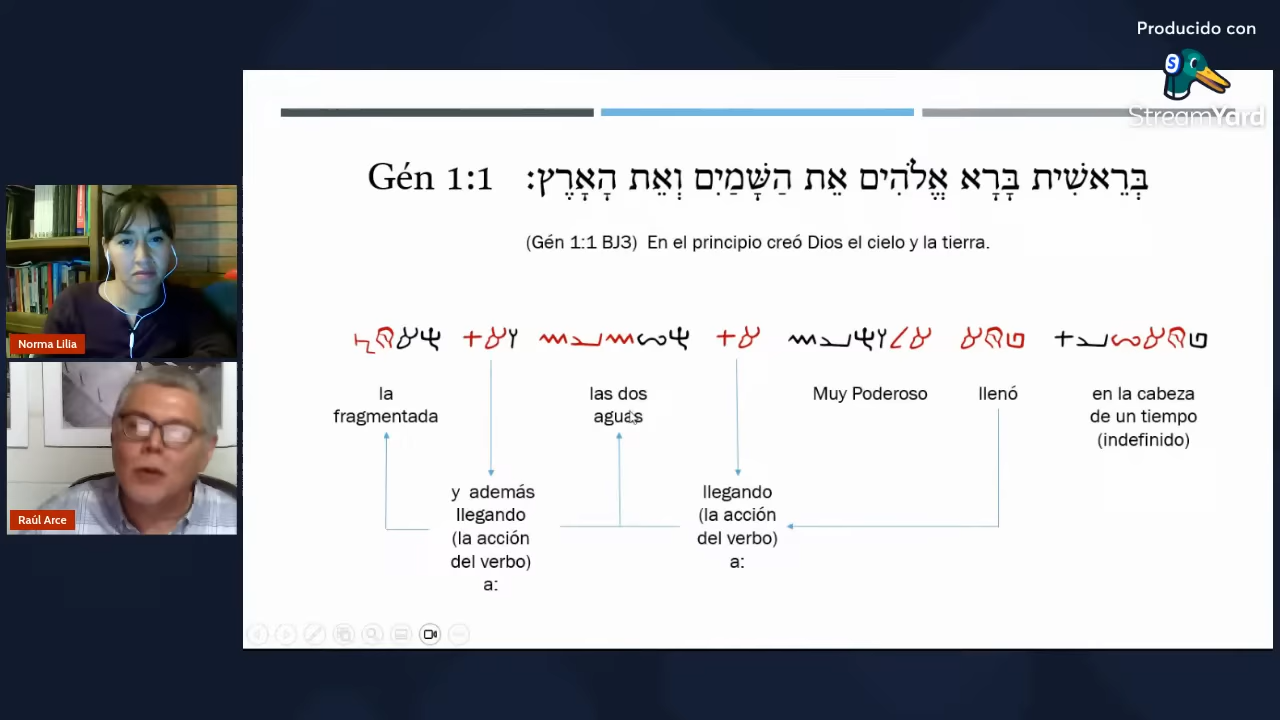 Producido con
StreamYard
Gén 1:1 בְּרֵאשִׁית בָּרָא אֱלֹהִים אֵת הַשָּׁמַיִם וְאֵת הָאָרֶץ׃
(Gén 1:1 BJ3) En el principio creó Dios el cielo y la tierra.
la
fragmentada
las dos
aguas
Muy Poderoso
llenó
en la cabeza
de un tiempo
(indefinido)
y además
llegando
(la acción
del verbo)
a:
llegando
(la acción
del verbo)
a:
Norma Lilia
Raúl Arce